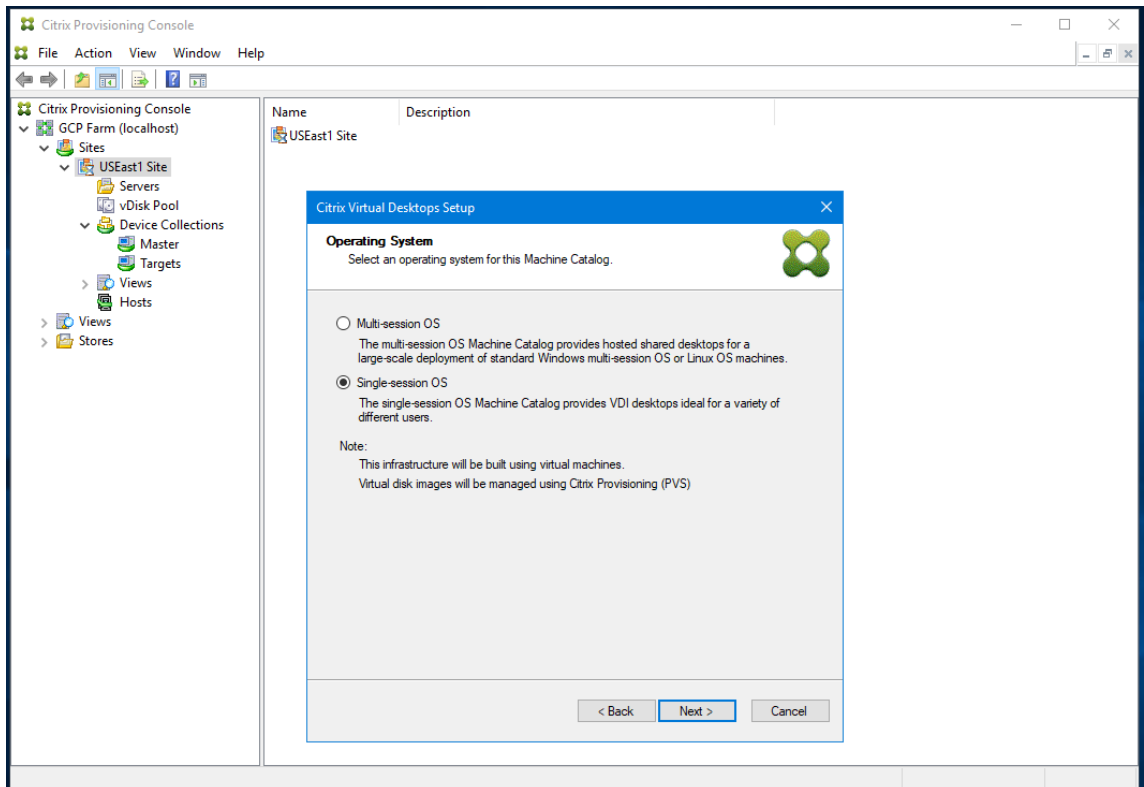 Citrix Provisioning Console
File Action View Window Help
Citrix Provisioning Console
GCP Farm (localhost)
Sites
USEast1 Site
Servers
vDisk Pool
Device Collections
Master
Targets
Views
Hosts
Views
Stores
Name Description
USEast1 Site
Citrix Virtual Desktops Setup
Operating System
Select an operating system for this Machine Catalog.
Multi-session OS
The multi-session OS Machine Catalog provides hosted shared desktops for a
large-scale deployment of standard Windows multi-session OS or Linux OS machines.
Single-session OS
The single-session OS Machine Catalog provides VDI desktops ideal for a variety of
different users.
Note:
This infrastructure will be built using virtual machines.
Virtual disk images will be managed using Citrix Provisioning (PVS)
< Back Next > Cancel